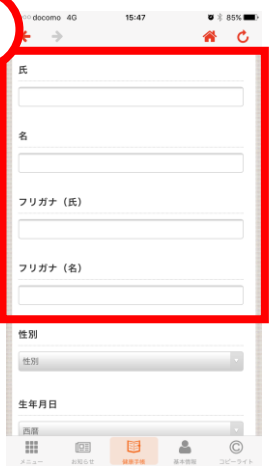 docomo 4G 15:47 85%
氏
名
フリガナ（氏）
フリガナ（名）
性別
性別
生年月日
西暦
メニュー お知らせ 健康手帳 基本情報 コピーライト